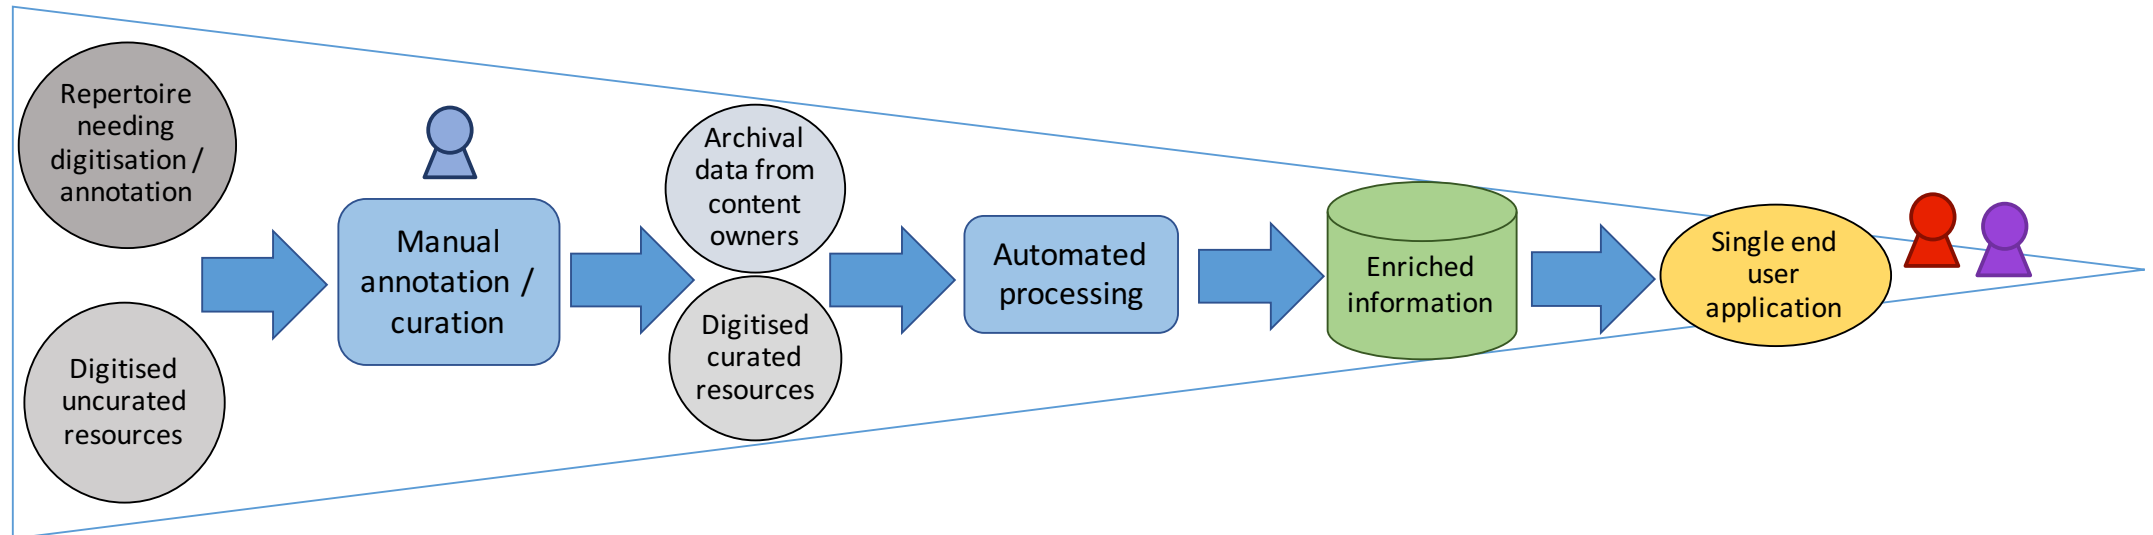 Repertoire
needing
digitisation /
annotation
Digitised
uncurated
resources
Manual
annotation /
curation
Archival
data from
content
owners
Digitised
curated
resources
Automated
processing
Enriched
information
Single end
user
application